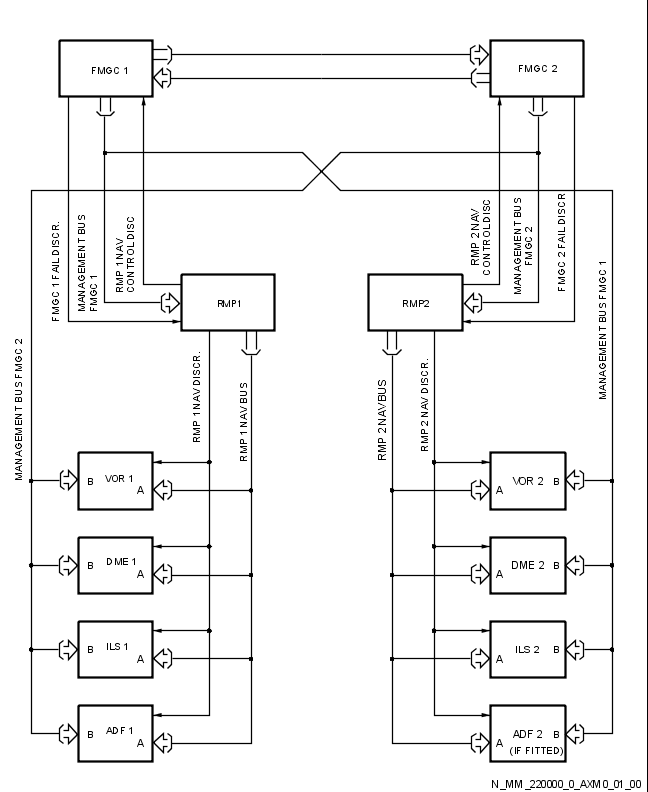 FMGC 1
FMGC 2
FMGC 1 FAIL DISCR.
MANAGEMENT BUS
FMGC 1
RMP 1 NAV
CONTROL DISC
RMP 2 NAV
CONTROL DISC
MANAGEMENT BUS
FMGC 2
FMGC 2 FAIL DISCR
RMP1
RMP2
MANAGEMENT BUS FMGC 2
RMP 1 NAV DISCR.
RMP 1 NAV BUS
RMP 2 NAV BUS
RMP 2 NAV DISCR.
MANAGEMENT BUS FMGC 1
B VOR 1 A
A VOR 2 B
B DME 1 A
A DME 2 B
B ILS 1 A
A ILS 2 B
B ADF 1 A
A ADF 2 B
(IF FITTED)
N_MM_220000_0_AXM0_01_00